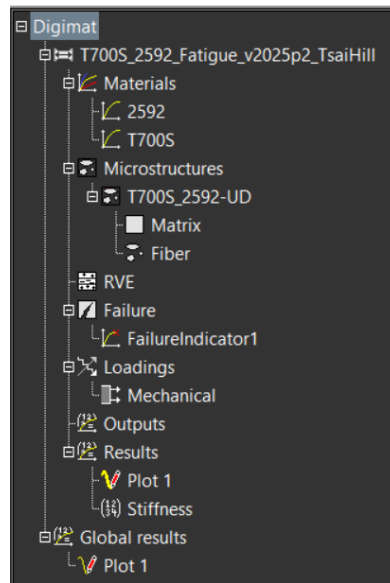 Digimat
T700S_2592_Fatigue_v2025p2_TsaiHill
Materials
2592
T700S
Microstructures
T700S_2592-UD
Matrix
Fiber
RVE
Failure
FailureIndicator1
Loadings
Mechanical
Outputs
Results
Plot 1
Stiffness
Global results
Plot 1